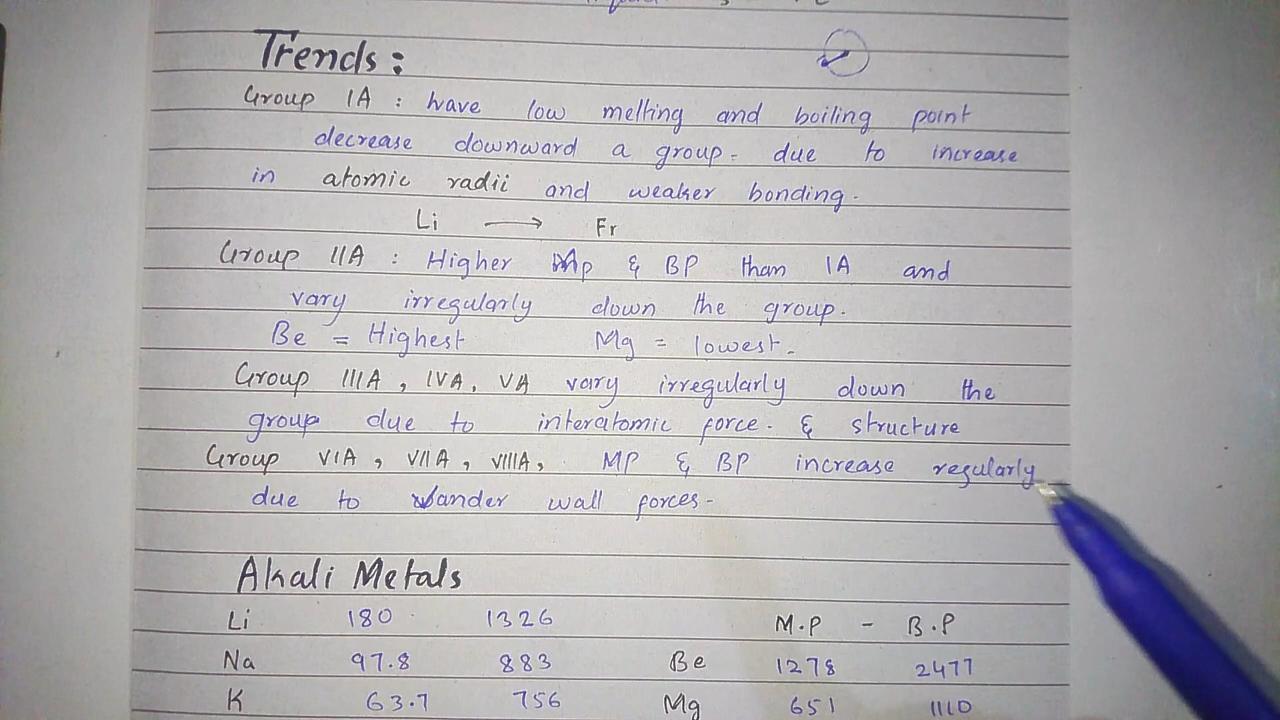 Trends:
Group IA : have low melting and boiling point
decrease downward a group - due to increase
in atomic radii and weaker bonding.
Li → Fr
Group IIA : Higher Mp & BP than IA and
vary irregularly down the group.
Be = Highest Mg = lowest.
Group IIIA, IVA, VA vary irregularly down the
group due to interatomic force. & structure
Group VIA, VIIA, VIIIA, MP & BP increase regularly
due to Vander wall forces-
Akali Metals
Li 180 1326 M.P - B.P
Na 97.8 883 Be 1278 2477
K 63.7 756 Mg 651 1110